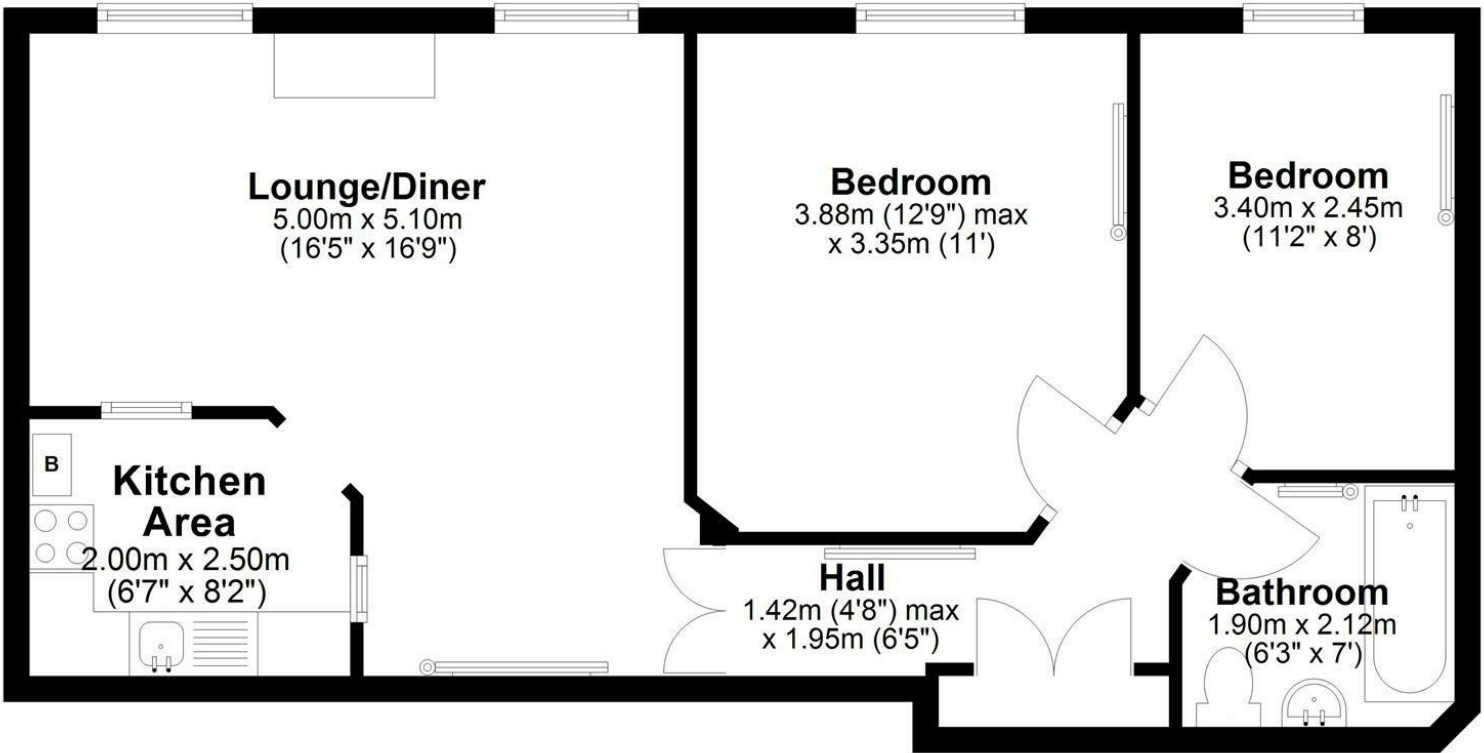 Lounge/Diner
5.00m x 5.10m
(16'5" x 16'9")
Bedroom
3.88m (12'9") max
x 3.35m (11')
Bedroom
3.40m x 2.45m
(11'2" x 8')
B
Kitchen
Area
2.00m x 2.50m
(6'7" x 8'2")
Hall
1.42m (4'8") max
x 1.95m (6'5")
Bathroom
1.90m x 2.12m
(6'3" x 7')